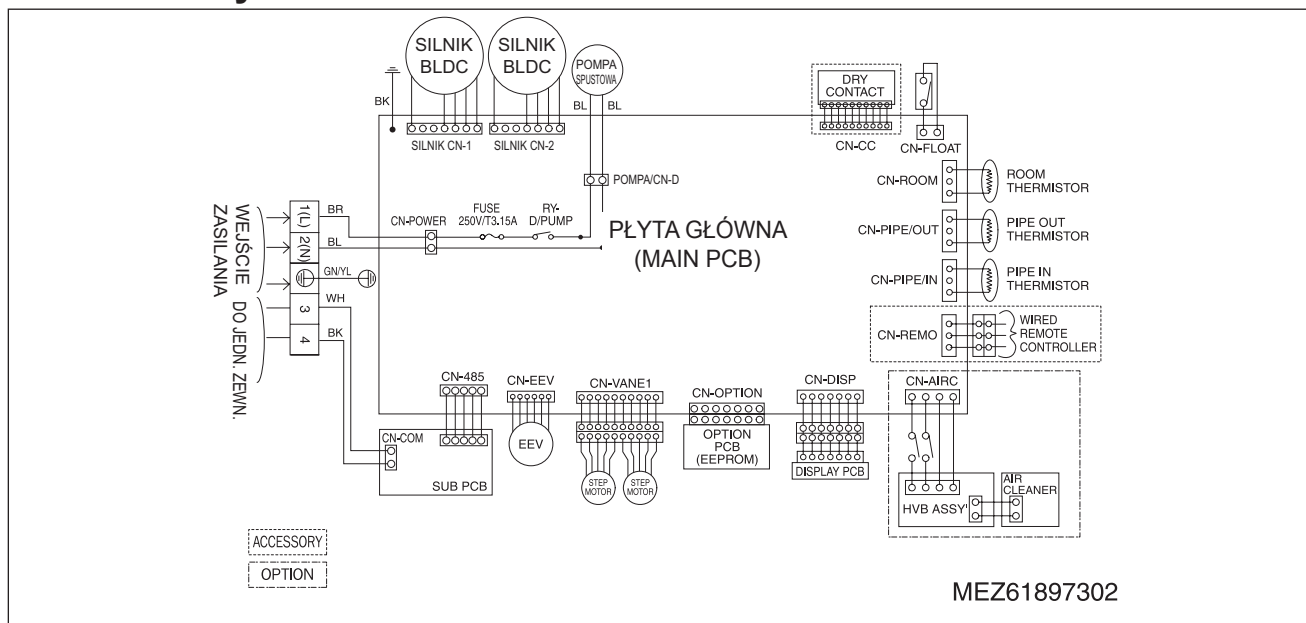 SILNIK
BLDC
SILNIK
BLDC
POMPA
SPUSTOWA
BK
BL
BL
DRY
CONTACT
SILNIK CN-1
SILNIK CN-2
CN-CC
CN-FLOAT
POMPA/CN-D
CN-ROOM
ROOM
THERMISTOR
WEJŚCIE
ZASILANIA
1(L)
BR
CN-POWER
FUSE
250V/T3.15A
RY-
D/PUMP
2(N)
BL
PŁYTA GŁÓWNA
(MAIN PCB)
CN-PIPE/OUT
PIPE OUT
THERMISTOR
GN/YL
CN-PIPE/IN
PIPE IN
THERMISTOR
DO JEDN. ZEWN.
3
WH
4
BK
CN-REMO
WIRED
REMOTE
CONTROLLER
CN-485
CN-EEV
CN-VANE1
CN-OPTION
CN-DISP
CN-AIRC
CN-COM
SUB PCB
EEV
STEP
MOTOR
STEP
MOTOR
OPTION
PCB
(EEPROM)
DISPLAY PCB
HVB ASSY'
AIR
CLEANER
ACCESSORY
OPTION
MEZ61897302